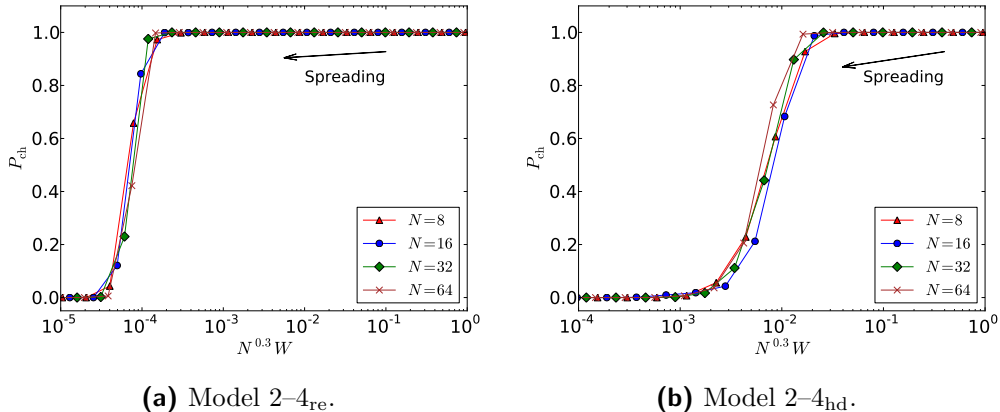 1.0
0.8
0.6
0.4
0.2
0.0
P_ch
Spreading
N=8
N=16
N=32
N=64
10^-5 10^-4 10^-3 10^-2 10^-1 10^0
N^0.3 W
(a) Model 2–4_re.
1.0
0.8
0.6
0.4
0.2
0.0
P_ch
Spreading
N=8
N=16
N=32
N=64
10^-4 10^-3 10^-2 10^-1 10^0
N^0.3 W
(b) Model 2–4_hd.